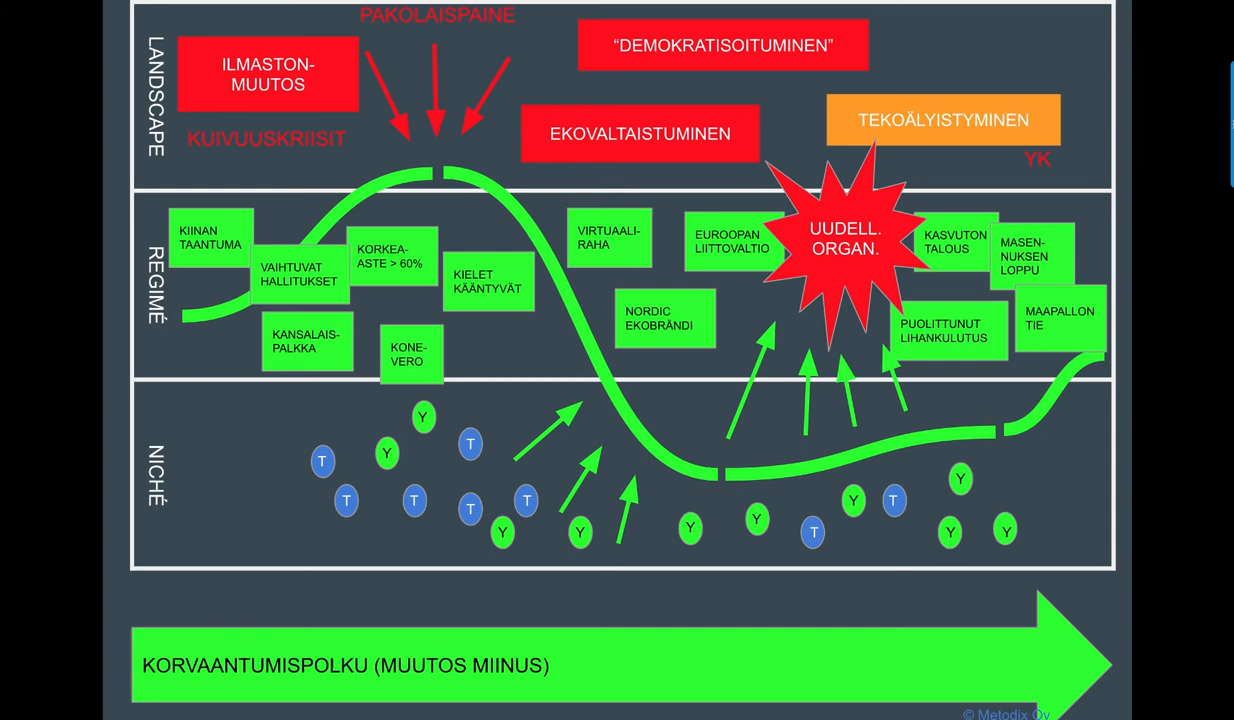 PAKOLAISPAINE
LANDSCAPE
ILMASTON-
MUUTOS
"DEMOKRATISOITUMINEN"
KUIVUUSKRIISIT
EKOVALTAISTUMINEN
TEKOÄLYISTYMINEN
YK
REGIMÉ
KIINAN
TAANTUMA
VAIHTUVAT
HALLITUKSET
KORKEA-
ASTE > 60%
KIELET
KÄÄNTYVÄT
KANSALAIS-
PALKKA
KONE-
VERO
VIRTUAALI-
RAHA
NORDIC
EKOBRÄNDI
EUROOPAN
LIITTOVALTIO
UUDELL.
ORGAN.
KASVUTON
TALOUS
MASEN-
NUKSEN
LOPPU
PUOLITTUNUT
LIHANKULUTUS
MAAPALLON
TIE
NICHÉ
Y
T
Y
T
T
T
T
T
Y
Y
Y
Y
T
Y
T
Y
Y
Y
KORVAANTUMISPOLKU (MUUTOS MIINUS)
© Metodix Oy